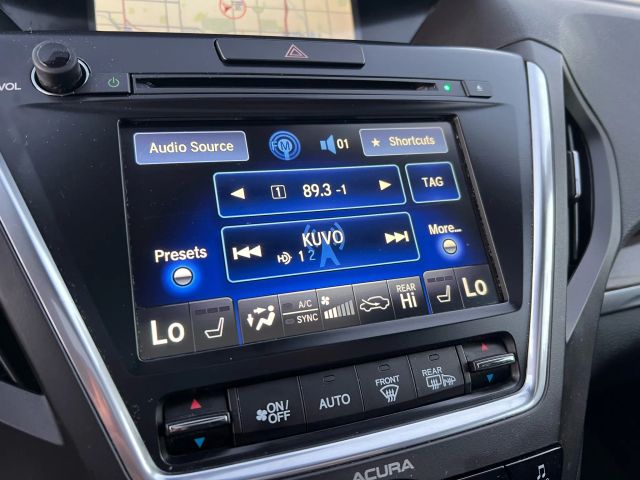 VOL
Audio Source
FM
01
★ Shortcuts
1 89.3 -1
TAG
KUVO
HD 1 2
Presets
More...
Lo
A/C
SYNC
REAR
Hi
Lo
ON/
OFF
AUTO
FRONT
REAR
ACURA